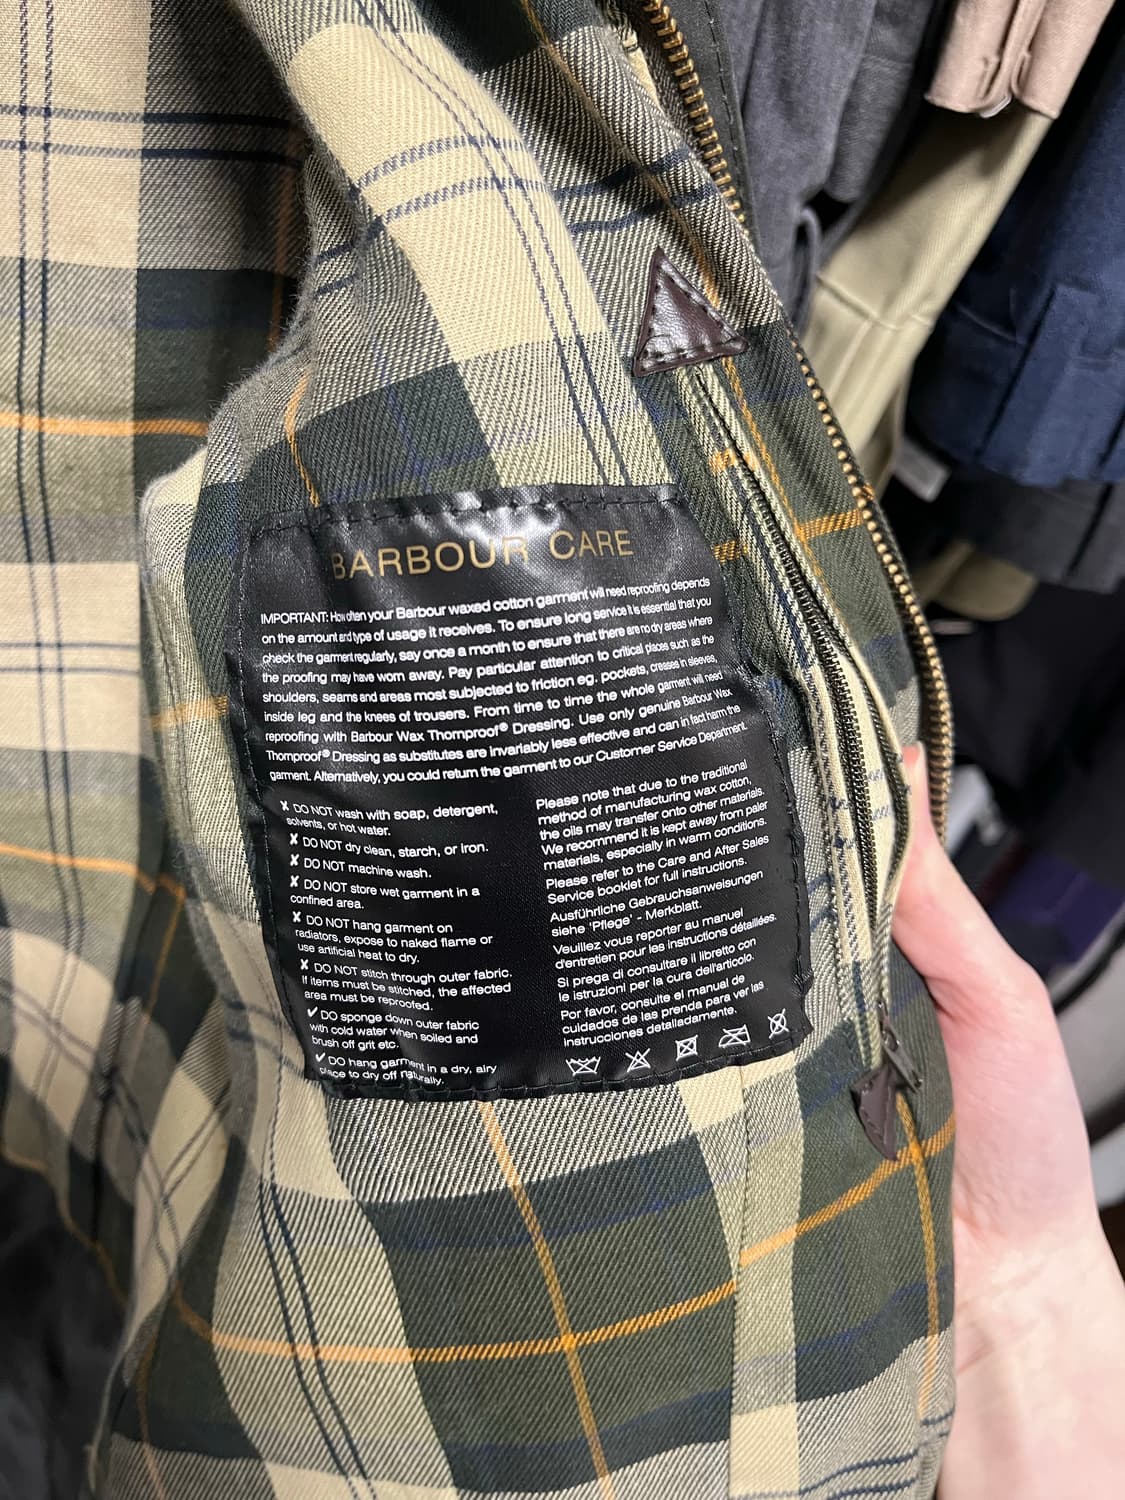 BARBOUR CARE
IMPORTANT: How often your Barbour waxed cotton garment will need reproofing depends
on the amount and type of usage it receives. To ensure long service it is essential that you
check the garment regularly, say once a month to ensure that there are no dry areas where
the proofing may have worn away. Pay particular attention to critical places such as the
shoulders, seams and areas most subjected to friction eg. pockets, creases in sleeves,
inside leg and the knees of trousers. From time to time the whole garment will need
reproofing with Barbour Wax Thornproof® Dressing. Use only genuine Barbour Wax
Thornproof® Dressing as substitutes are invariably less effective and can in fact harm the
garment. Alternatively, you could return the garment to our Customer Service Department.
✗ DO NOT wash with soap, detergent,
solvents, or hot water.
✗ DO NOT dry clean, starch, or iron.
✗ DO NOT machine wash.
✗ DO NOT store wet garment in a
confined area.
✗ DO NOT hang garment on
radiators, expose to naked flame or
use artificial heat to dry.
✗ DO NOT stitch through outer fabric.
If items must be stitched, the affected
area must be reproofed.
✓ DO sponge down outer fabric
with cold water when soiled and
brush off grit etc.
✓ DO hang garment in a dry, airy
place to dry off naturally.
Please note that due to the traditional
method of manufacturing wax cotton,
the oils may transfer onto other materials.
We recommend it is kept away from paler
materials, especially in warm conditions.
Please refer to the Care and After Sales
Service booklet for full instructions.
Ausführliche Gebrauchsanweisungen
siehe 'Pflege' - Merkblatt.
Veuillez vous reporter au manuel
d'entretien pour les instructions détaillées.
Si prega di consultare il libretto con
le istruzioni per la cura dell'articolo.
Por favor, consulte el manual de
cuidados de las prenda para ver las
instrucciones detalladamente.